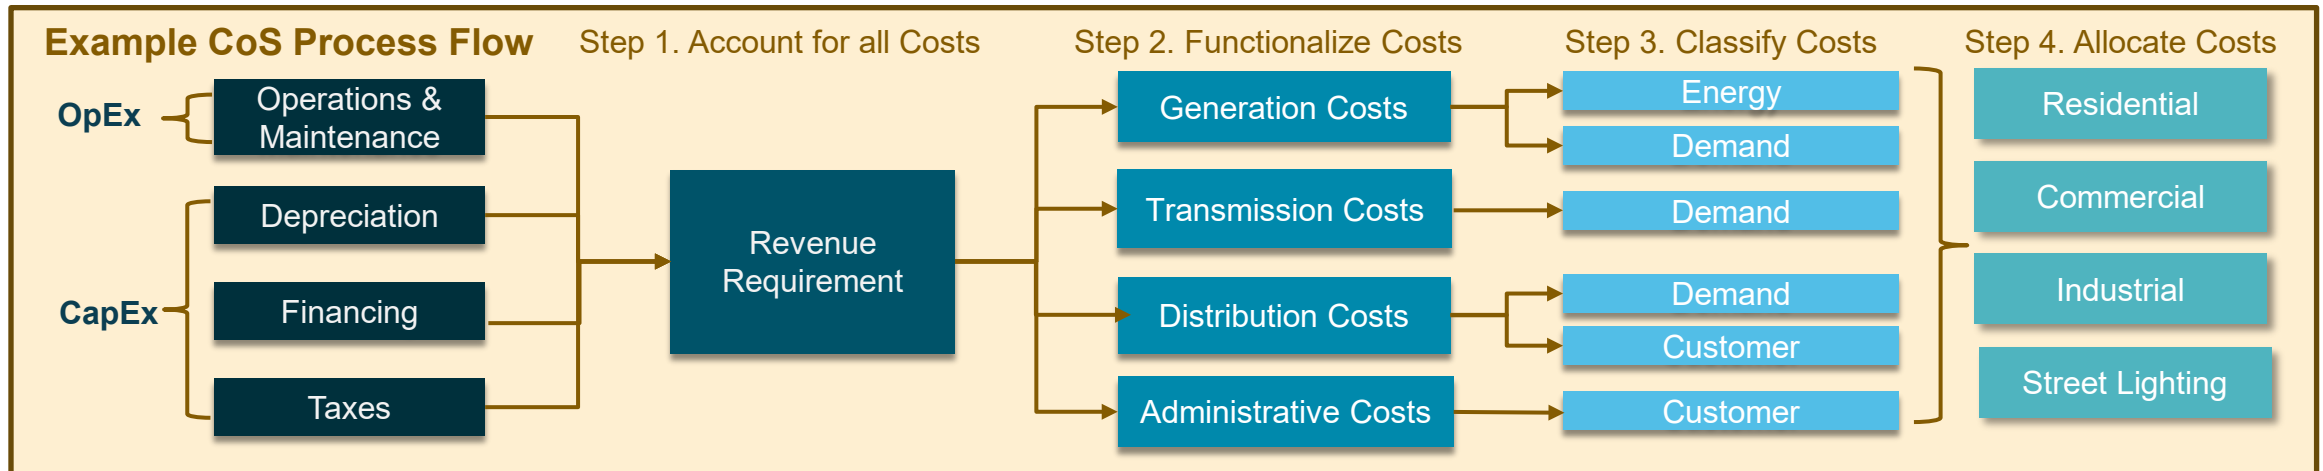 Example CoS Process Flow
Step 1. Account for all Costs
Step 2. Functionalize Costs
Step 3. Classify Costs
Step 4. Allocate Costs
OpEx
Operations &
Maintenance
CapEx
Depreciation
Financing
Taxes
Revenue
Requirement
Generation Costs
Transmission Costs
Distribution Costs
Administrative Costs
Energy
Demand
Demand
Demand
Customer
Customer
Residential
Commercial
Industrial
Street Lighting